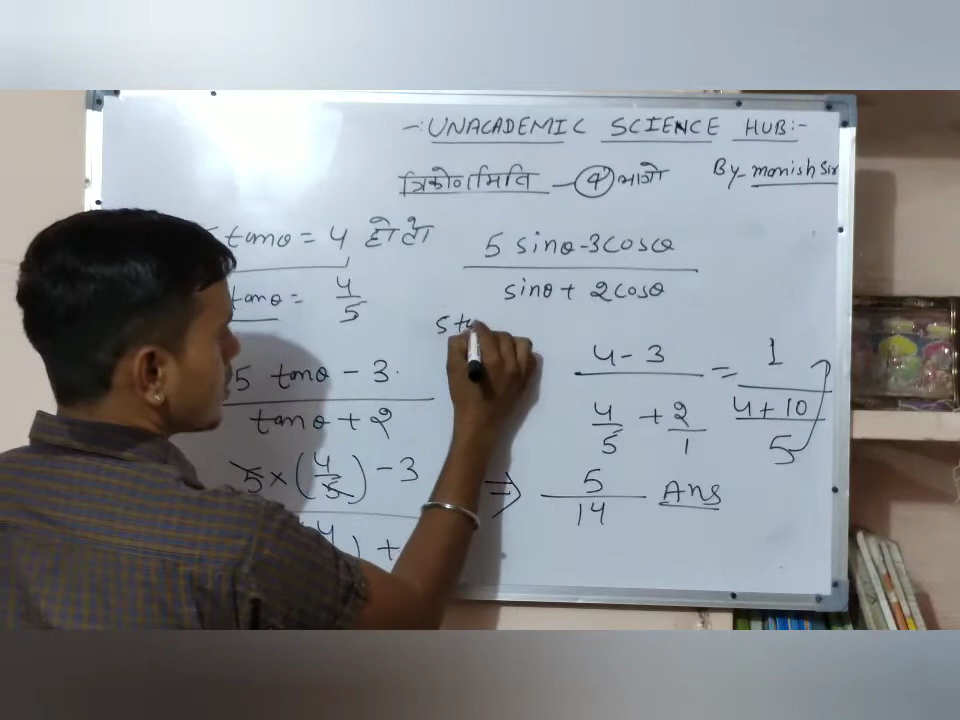 -: UNACADEMIC SCIENCE HUB:-
त्रिकोणमिति - ④ भागो
By - monish Sir
tanθ = 4 होतो
5 sinθ - 3cosθ
sinθ + 2cosθ
tanθ = 4/5
5 t
5 tanθ - 3
tanθ + 2
4 - 3
4/5 + 2/1
= 1
4 + 10
5
5 × (4/5) - 3
4 ) +
⇒ 5/14 Ans